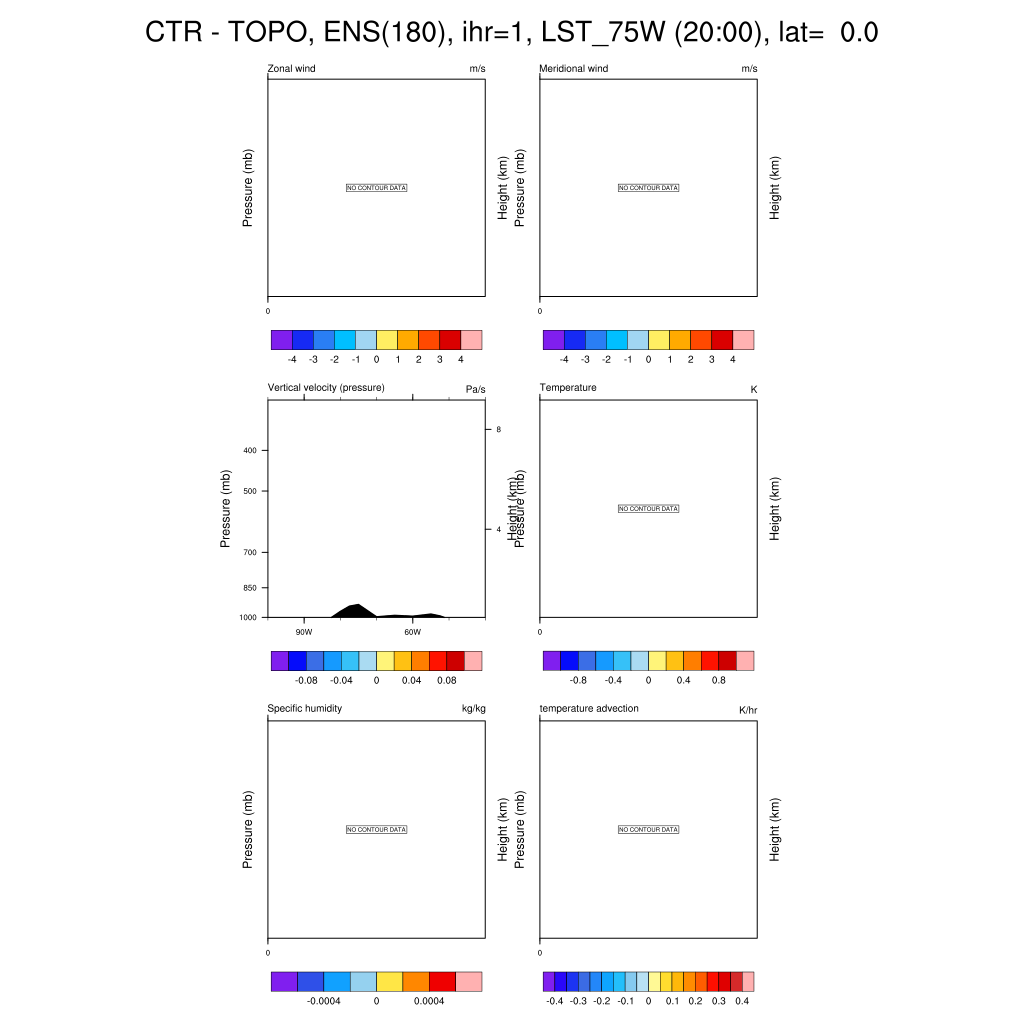 CTR - TOPO, ENS(180), ihr=1, LST_75W (20:00), lat=  0.0
Zonal wind m/s
Pressure (mb)
NO CONTOUR DATA
Height (km)
0
-4 -3 -2 -1 0 1 2 3 4
Meridional wind m/s
Pressure (mb)
NO CONTOUR DATA
Height (km)
0
-4 -3 -2 -1 0 1 2 3 4
Vertical velocity (pressure) Pa/s
Pressure (mb)
400
500
700
850
1000
8
4
Height (km)
90W 60W
-0.08 -0.04 0 0.04 0.08
Temperature K
Pressure (mb)
NO CONTOUR DATA
Height (km)
0
-0.8 -0.4 0 0.4 0.8
Specific humidity kg/kg
Pressure (mb)
NO CONTOUR DATA
Height (km)
0
-0.0004 0 0.0004
temperature advection K/hr
Pressure (mb)
NO CONTOUR DATA
Height (km)
0
-0.4 -0.3 -0.2 -0.1 0 0.1 0.2 0.3 0.4